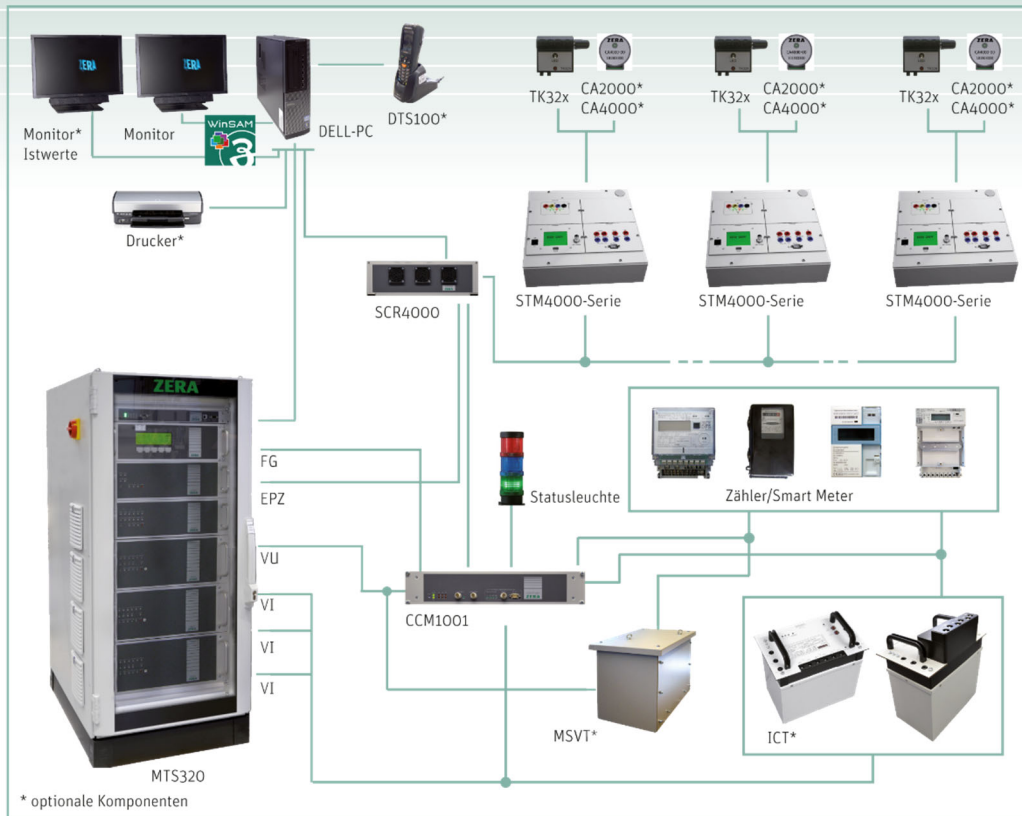 ZERA
ZERA
WinSAM
3
Monitor*
Istwerte
Monitor
DELL-PC
DTS100*
TK32x
CA2000*
CA4000*
TK32x
CA2000*
CA4000*
TK32x
CA2000*
CA4000*
Drucker*
SCR4000
STM4000-Serie
STM4000-Serie
STM4000-Serie
ZERA
FG
EPZ
VU
VI
VI
VI
Statusleuchte
Zähler/Smart Meter
CCM1001
MSVT*
ICT*
MTS320
* optionale Komponenten